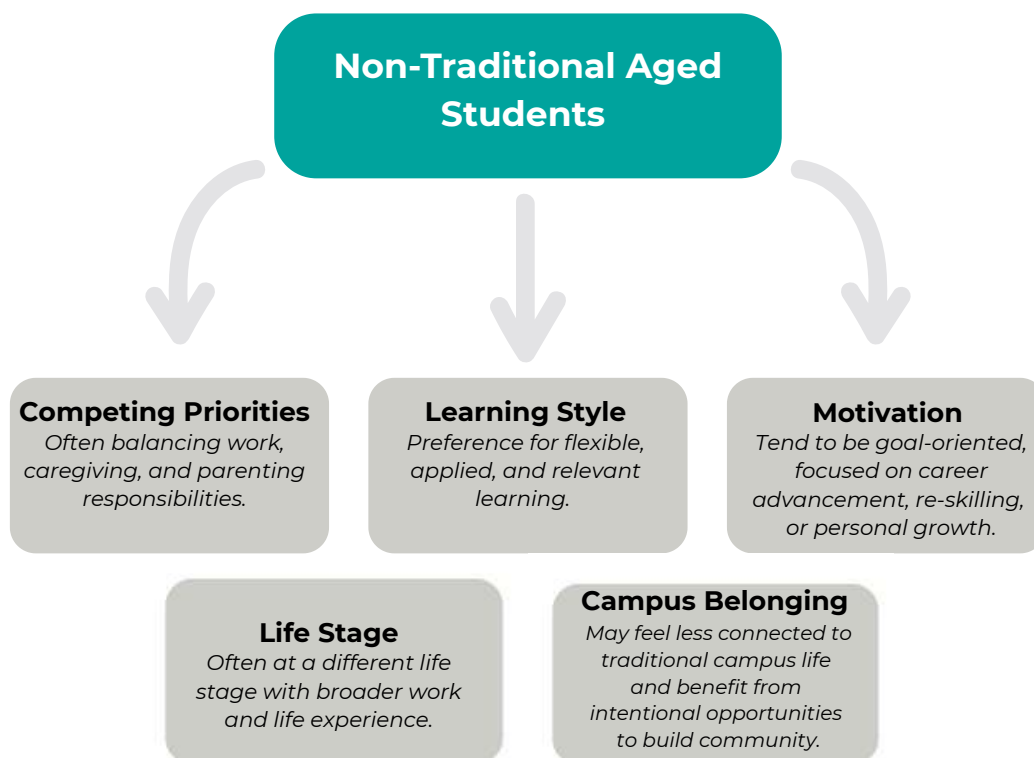 Non-Traditional Aged
Students
Competing Priorities
Often balancing work,
caregiving, and parenting
responsibilities.
Learning Style
Preference for flexible,
applied, and relevant
learning.
Motivation
Tend to be goal-oriented,
focused on career
advancement, re-skilling,
or personal growth.
Life Stage
Often at a different life
stage with broader work
and life experience.
Campus Belonging
May feel less connected to
traditional campus life
and benefit from
intentional opportunities
to build community.